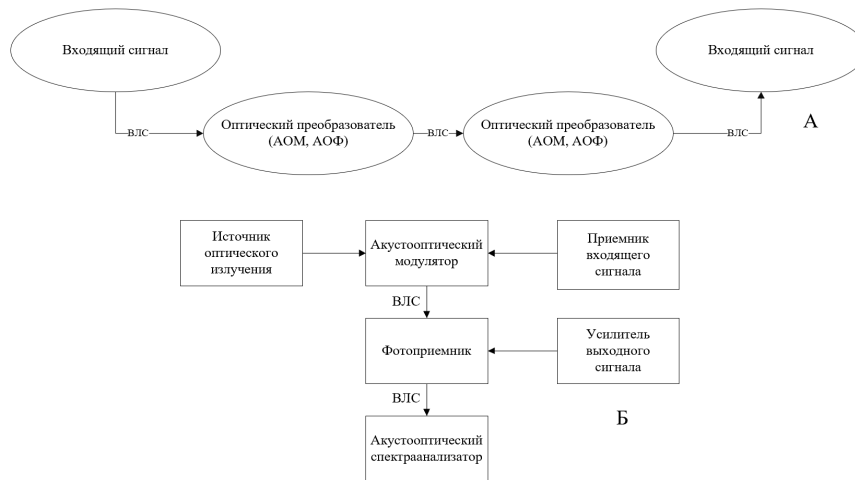 Входящий сигнал
Входящий сигнал
ВЛС
Оптический преобразователь
(АОМ, АОФ)
ВЛС
Оптический преобразователь
(АОМ, АОФ)
ВЛС
А
Источник
оптического
излучения
Акустооптический
модулятор
Приемник
входящего
сигнала
ВЛС
Фотоприемник
Усилитель
выходного
сигнала
ВЛС
Б
Акустооптический
спектраанализатор